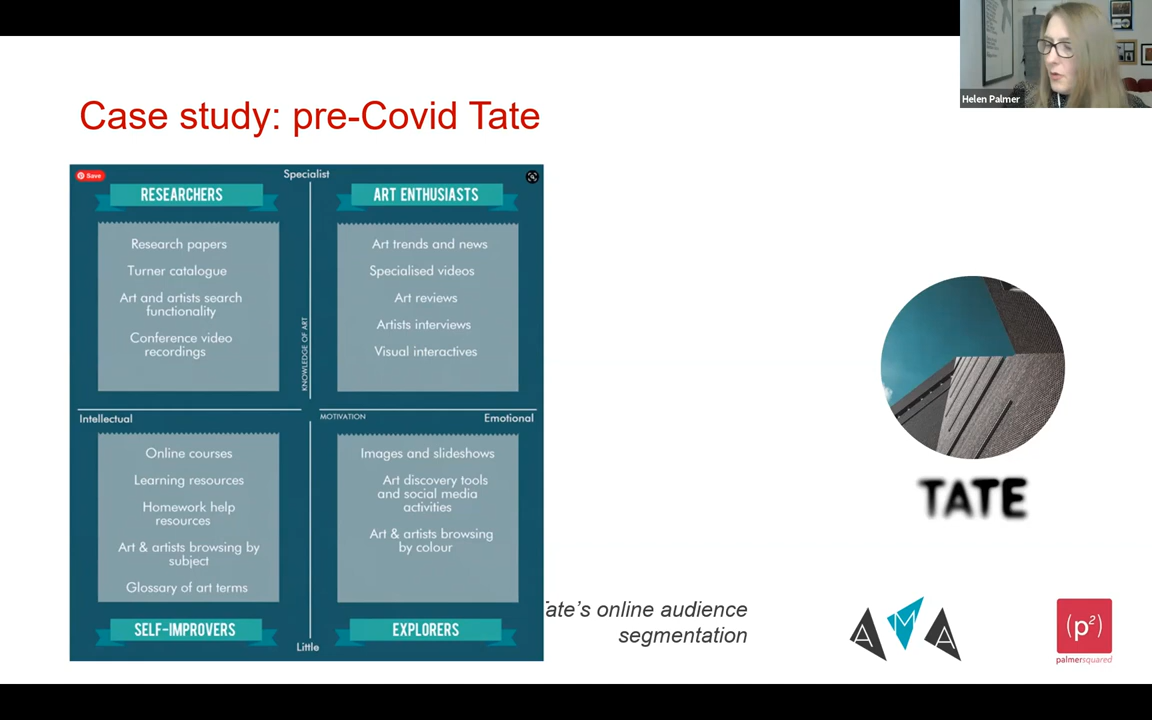 Helen Palmer
Case study: pre-Covid Tate
Save
Specialist
RESEARCHERS
Research papers
Turner catalogue
Art and artists search
functionality
Conference video
recordings
ART ENTHUSIASTS
Art trends and news
Specialised videos
Art reviews
Artists interviews
Visual interactives
KNOWLEDGE OF ART
Intellectual
MOTIVATION
Emotional
Online courses
Learning resources
Homework help
resources
Art & artists browsing by
subject
Glossary of art terms
SELF-IMPROVERS
Images and slideshows
Art discovery tools
and social media
activities
Art & artists browsing
by colour
EXPLORERS
Little
TATE
ate's online audience
segmentation
AMA
(p²)
palmersquared